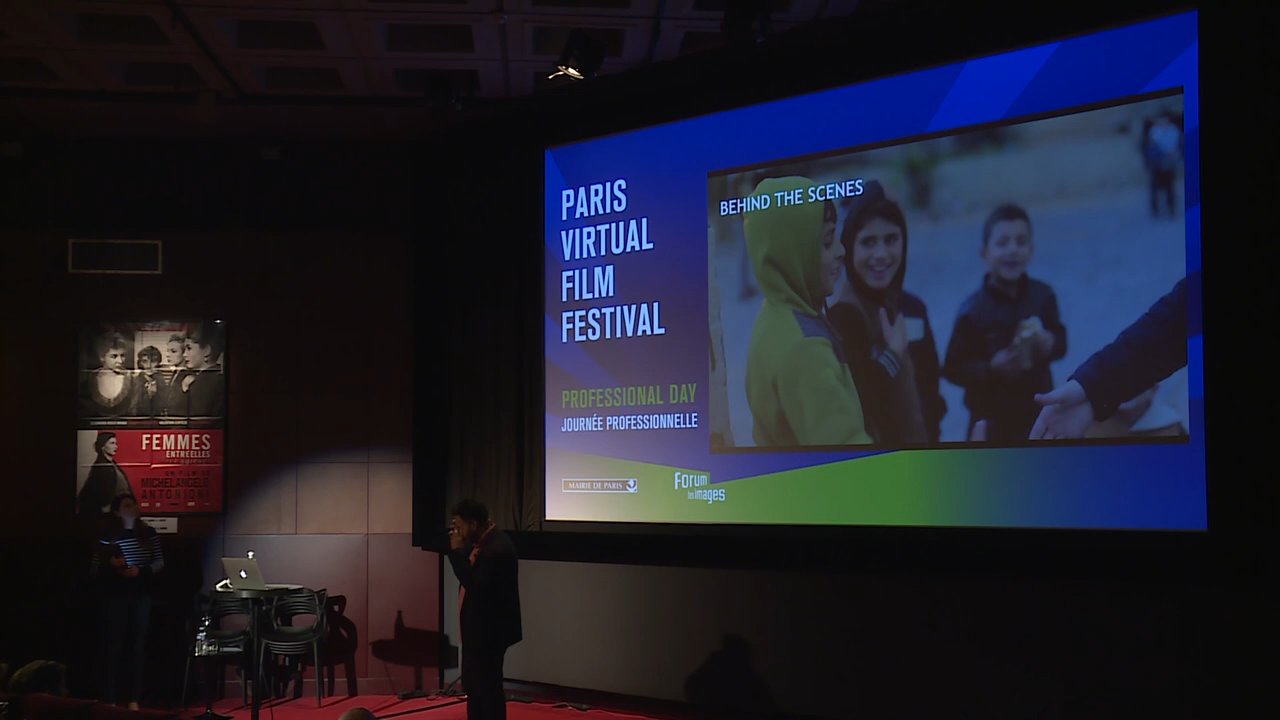 PARIS
VIRTUAL
FILM
FESTIVAL
PROFESSIONAL DAY
JOURNÉE PROFESSIONNELLE
MAIRIE DE PARIS
Forum
des images
BEHIND THE SCENES
FEMMES
ENTRE ELLES
UN FILM DE
MICHELANGELO
ANTONIONI